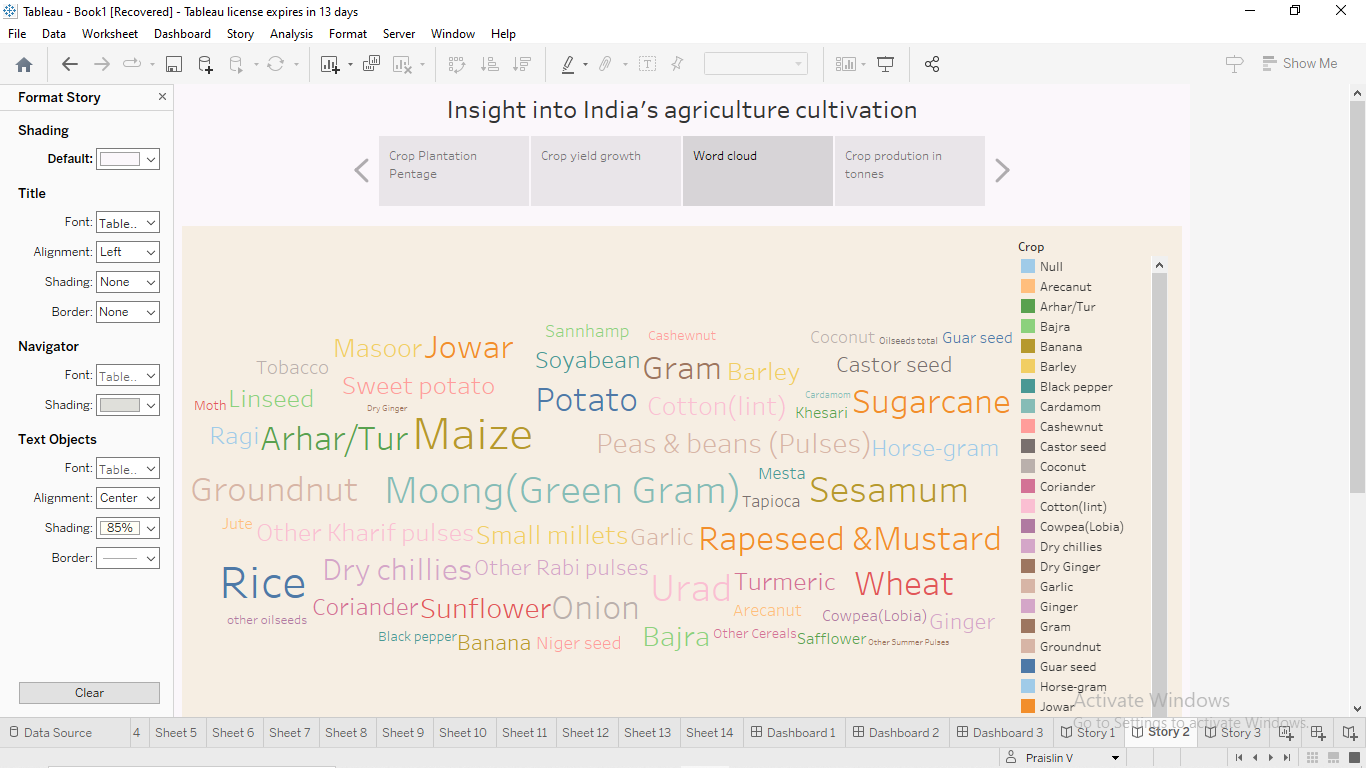 Tableau - Book1 [Recovered] - Tableau license expires in 13 days
File Data Worksheet Dashboard Story Analysis Format Server Window Help
Show Me
Format Story
Shading
Default:
Title
Font: Table..
Alignment: Left
Shading: None
Border: None
Navigator
Font: Table..
Shading:
Text Objects
Font: Table..
Alignment: Center
Shading: 85%
Border:
Clear
Insight into India's agriculture cultivation
Crop Plantation
Pentage
Crop yield growth
Word cloud
Crop prodution in
tonnes
Sannhamp Cashewnut Coconut Oilseeds total Guar seed
Masoor Jowar Soyabean Gram Barley Castor seed
Tobacco Sweet potato Potato Cotton(lint) Cardamom Khesari Sugarcane
Moth Linseed Dry Ginger
Ragi Arhar/Tur Maize Peas & beans (Pulses) Horse-gram
Groundnut Moong(Green Gram) Mesta Tapioca Sesamum
Jute Other Kharif pulses Small millets Garlic Rapeseed &Mustard
Rice Dry chillies Other Rabi pulses Urad Turmeric Wheat
Coriander Sunflower Onion Arecanut Cowpea(Lobia) Ginger
other oilseeds Black pepper Banana Niger seed Bajra Other Cereals Safflower Other Summer Pulses
Crop
Null
Arecanut
Arhar/Tur
Bajra
Banana
Barley
Black pepper
Cardamom
Cashewnut
Castor seed
Coconut
Coriander
Cotton(lint)
Cowpea(Lobia)
Dry chillies
Dry Ginger
Garlic
Ginger
Gram
Groundnut
Guar seed
Horse-gram
Jowar
Activate Windows
Go to Settings to activate Windows.
Data Source 4 Sheet 5 Sheet 6 Sheet 7 Sheet 8 Sheet 9 Sheet 10 Sheet 11 Sheet 12 Sheet 13 Sheet 14 Dashboard 1 Dashboard 2 Dashboard 3 Story 1 Story 2 Story 3
Praislin V